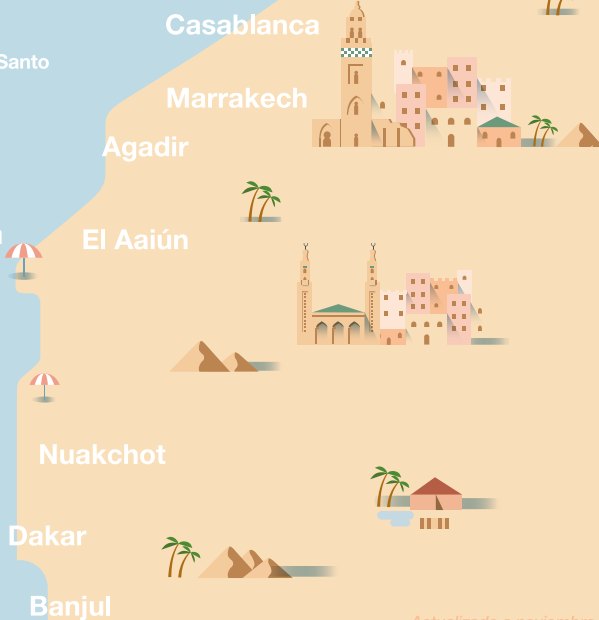 Casablanca
Santo
Marrakech
Agadir
El Aaiún
Nuakchot
Dakar
Banjul